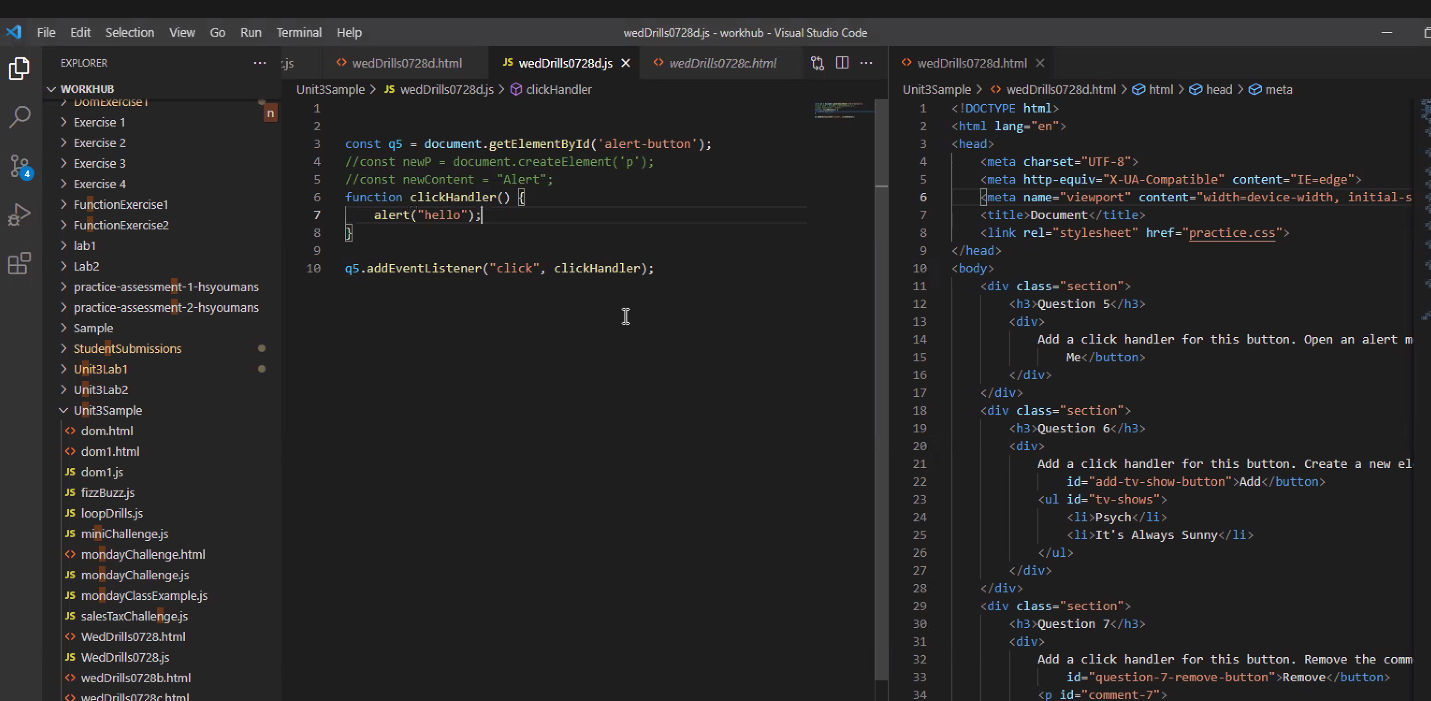 File Edit Selection View Go Run Terminal Help wedDrills0728d.js - workhub - Visual Studio Code
EXPLORER ···
WORKHUB
DomExercise1
n
Exercise 1
Exercise 2
Exercise 3
Exercise 4
FunctionExercise1
FunctionExercise2
lab1
Lab2
practice-assessment-1-hsyoumans
practice-assessment-2-hsyoumans
Sample
StudentSubmissions
Unit3Lab1
Unit3Lab2
Unit3Sample
dom.html
dom1.html
JS dom1.js
JS fizzBuzz.js
JS loopDrills.js
JS miniChallenge.js
mondayChallenge.html
JS mondayChallenge.js
JS mondayClassExample.js
JS salesTaxChallenge.js
WedDrills0728.html
JS WedDrills0728.js
wedDrills0728b.html
wedDrills0728c.html
4
.js wedDrills0728d.html JS wedDrills0728d.js wedDrills0728c.html
Unit3Sample > JS wedDrills0728d.js > clickHandler
1
2
3 const q5 = document.getElementById('alert-button');
4 //const newP = document.createElement('p');
5 //const newContent = "Alert";
6 function clickHandler() {
7 alert("hello");
8 }
9
10 q5.addEventListener("click", clickHandler);
wedDrills0728d.html
Unit3Sample > wedDrills0728d.html > html > head > meta
1 <!DOCTYPE html>
2 <html lang="en">
3 <head>
4 <meta charset="UTF-8">
5 <meta http-equiv="X-UA-Compatible" content="IE=edge">
6 <meta name="viewport" content="width=device-width, initial-s
7 <title>Document</title>
8 <link rel="stylesheet" href="practice.css">
9 </head>
10 <body>
11 <div class="section">
12 <h3>Question 5</h3>
13 <div>
14 Add a click handler for this button. Open an alert m
15 Me</button>
16 </div>
17 </div>
18 <div class="section">
19 <h3>Question 6</h3>
20 <div>
21 Add a click handler for this button. Create a new el
22 id="add-tv-show-button">Add</button>
23 <ul id="tv-shows">
24 <li>Psych</li>
25 <li>It's Always Sunny</li>
26 </ul>
27 </div>
28 </div>
29 <div class="section">
30 <h3>Question 7</h3>
31 <div>
32 Add a click handler for this button. Remove the comm
33 id="question-7-remove-button">Remove</button>
34 <p id="comment-7">